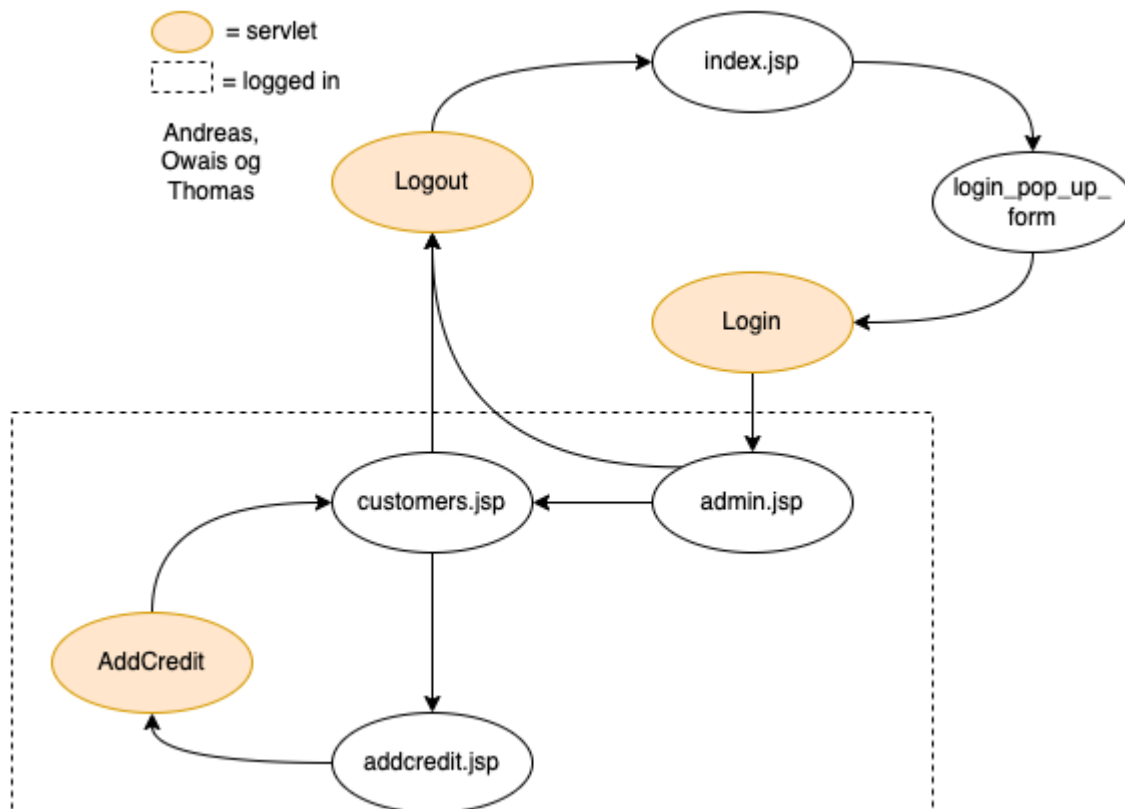 = servlet
= logged in
Andreas,
Owais og
Thomas
index.jsp
Logout
login_pop_up_
form
Login
customers.jsp
admin.jsp
AddCredit
addcredit.jsp